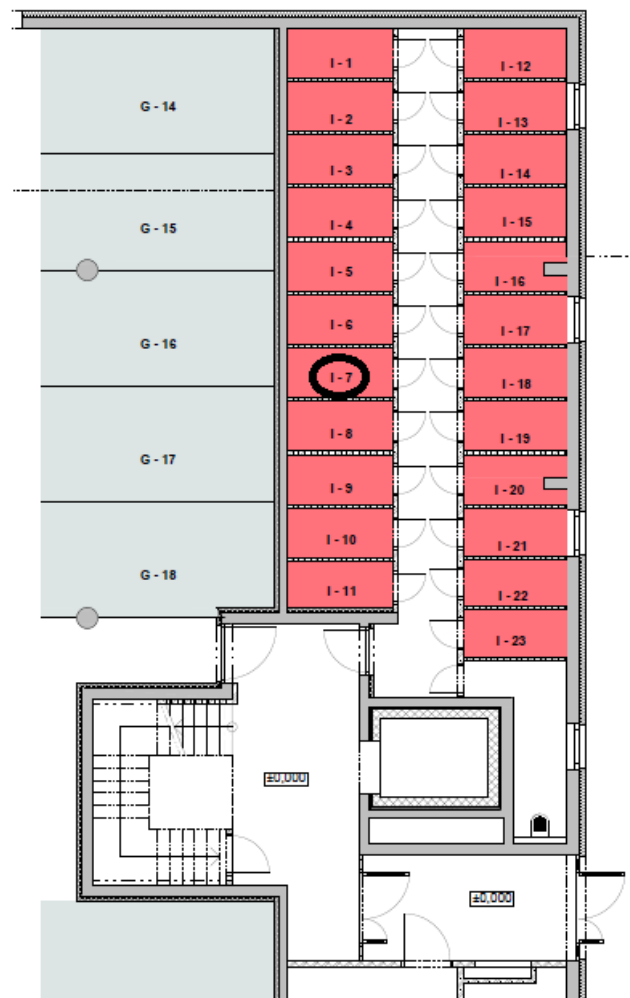 I - 1
I - 12
G - 14
I - 2
I - 13
I - 3
I - 14
I - 4
I - 15
G - 15
I - 5
I - 16
I - 6
I - 17
G - 16
I - 7
I - 18
I - 8
I - 19
G - 17
I - 9
I - 20
I - 10
I - 21
G - 18
I - 11
I - 22
I - 23
±0,000
±0,000